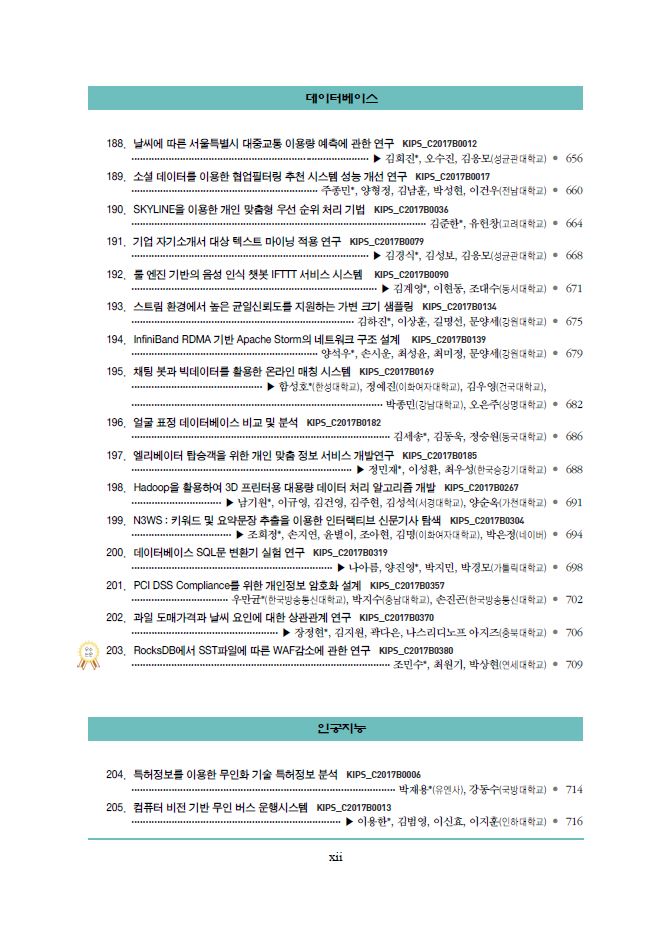 데이터베이스
188. 날씨에 따른 서울특별시 대중교통 이용량 예측에 관한 연구 KIPS_C2017B0012
▶ 김희진*, 오수진, 김응모(성균관대학교) ● 656
189. 소셜 데이터를 이용한 협업필터링 추천 시스템 성능 개선 연구 KIPS_C2017B0017
주종민*, 양형정, 김남훈, 박성현, 이건우(전남대학교) ● 660
190. SKYLINE을 이용한 개인 맞춤형 우선 순위 처리 기법 KIPS_C2017B0036
김준한*, 유헌창(고려대학교) ● 664
191. 기업 자기소개서 대상 텍스트 마이닝 적용 연구 KIPS_C2017B0079
▶ 김경식*, 김성보, 김응모(성균관대학교) ● 668
192. 룰 엔진 기반의 음성 인식 챗봇 IFTTT 서비스 시스템 KIPS_C2017B0090
▶ 김계영*, 이현동, 조대수(동서대학교) ● 671
193. 스트림 환경에서 높은 균일신뢰도를 지원하는 가변 크기 샘플링 KIPS_C2017B0134
김하진*, 이상훈, 길명선, 문양세(강원대학교) ● 675
194. InfiniBand RDMA 기반 Apache Storm의 네트워크 구조 설계 KIPS_C2017B0139
양석우*, 손시운, 최성윤, 최미정, 문양세(강원대학교) ● 679
195. 채팅 봇과 빅데이터를 활용한 온라인 매칭 시스템 KIPS_C2017B0169
▶ 함성호*(한성대학교), 정예진(이화여자대학교), 김우영(건국대학교),
박종민(강남대학교), 오은주(상명대학교) ● 682
196. 얼굴 표정 데이터베이스 비교 및 분석 KIPS_C2017B0182
김세송*, 김동욱, 정승원(동국대학교) ● 686
197. 엘리베이터 탑승객을 위한 개인 맞춤 정보 서비스 개발연구 KIPS_C2017B0185
▶ 정민재*, 이성환, 최우성(한국승강기대학교) ● 688
198. Hadoop을 활용하여 3D 프린터용 대용량 데이터 처리 알고리즘 개발 KIPS_C2017B0267
▶ 남기원*, 이규영, 김건영, 김주현, 김성석(서경대학교), 양순옥(가천대학교) ● 691
199. N3WS : 키워드 및 요약문장 추출을 이용한 인터랙티브 신문기사 탐색 KIPS_C2017B0304
▶ 조희정*, 손지연, 윤별이, 조아현, 김명(이화여자대학교), 박은정(네이버) ● 694
200. 데이터베이스 SQL문 변환기 실험 연구 KIPS_C2017B0319
▶ 나아름, 양진영*, 박지민, 박경모(가톨릭대학교) ● 698
201. PCI DSS Compliance를 위한 개인정보 암호화 설계 KIPS_C2017B0357
우만균*(한국방송통신대학교), 박지수(충남대학교), 손진곤(한국방송통신대학교) ● 702
202. 과일 도매가격과 날씨 요인에 대한 상관관계 연구 KIPS_C2017B0370
▶ 장정현*, 김지원, 곽다은, 나스리디노프 아지즈(충북대학교) ● 706
우수
논문
203. RocksDB에서 SST파일에 따른 WAF감소에 관한 연구 KIPS_C2017B0380
조민수*, 최원기, 박상현(연세대학교) ● 709
인공지능
204. 특허정보를 이용한 무인화 기술 특허정보 분석 KIPS_C2017B0006
박재용*(유엔사), 강동수(국방대학교) ● 714
205. 컴퓨터 비전 기반 무인 버스 운행시스템 KIPS_C2017B0013
▶ 이용한*, 김범영, 이신효, 이지훈(인하대학교) ● 716
xii